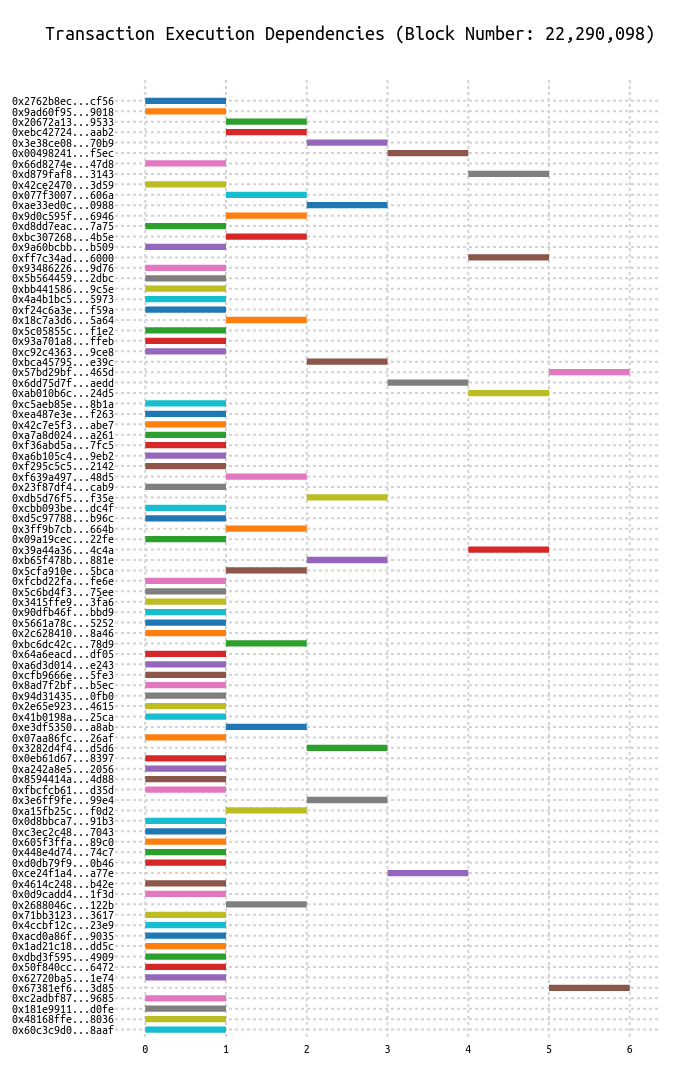 Transaction Execution Dependencies (Block Number: 22,290,098)
0x2762b8ec...cf56
0x9ad60f95...9018
0x20672a13...9533
0xebc42724...aab2
0x3e38ce08...70b9
0x00498241...f5ec
0x66d8274e...47d8
0xd879faf8...3143
0x42ce2470...3d59
0x077f3007...606a
0xae33ed0c...0988
0x9d0c595f...6946
0xd8dd7eac...7a75
0xbc307268...4b5e
0x9a60bcbb...b509
0xff7c34ad...6000
0x93486226...9d76
0x5b564459...2dbc
0xbb441586...9c5e
0x4a4b1bc5...5973
0xf24c6a3e...f59a
0x18c7a3d6...5a64
0x5c05855c...f1e2
0x93a701a8...ffeb
0xc92c4363...9ce8
0xbca45795...e39c
0x57bd29bf...465d
0x6dd75d7f...aedd
0xab010b6c...24d5
0xc5aeb85e...8b1a
0xea487e3e...f263
0x42c7e5f3...abe7
0xa7a8d024...a261
0xf36abd5a...7fc5
0xa6b105c4...9eb2
0xf295c5c5...2142
0xf639a497...48d5
0x23f87df4...cab9
0xdb5d76f5...f35e
0xcbb093be...dc4f
0xd5c97788...b96c
0x3ff9b7cb...664b
0x09a19cec...22fe
0x39a44a36...4c4a
0xb65f478b...881e
0x5cfa910e...5bca
0xfcbd22fa...fe6e
0x5c6bd4f3...75ee
0x3415ffe9...3fa6
0x90dfb46f...bbd9
0x5661a78c...5252
0x2c628410...8a46
0xbc6dc42c...78d9
0x64a6eacd...df05
0xa6d3d014...e243
0xcfb9666e...5fe3
0x8ad7f2bf...b5ec
0x94d31435...0fb0
0x2e65e923...4615
0x41b0198a...25ca
0xe3df5350...a8ab
0x07aa86fc...26af
0x3282d4f4...d5d6
0x0eb61d67...8397
0xa242a8e5...2056
0x8594414a...4d88
0xfbcfcb61...d35d
0x3e6ff9fe...99e4
0xa15fb25c...f0d2
0x0d8bbca7...91b3
0xc3ec2c48...7043
0x605f3ffa...89c0
0x448e4d74...74c7
0xd0db79f9...0b46
0xce24f1a4...a77e
0x4614c248...b42e
0x0d9cadd4...1f3d
0x2688046c...122b
0x71bb3123...3617
0x4ccbf12c...23e9
0xacd0a86f...9035
0x1ad21c18...dd5c
0xdbd3f595...4909
0x50f840cc...6472
0x62720ba5...1e74
0x67381ef6...3d85
0xc2adbf87...9685
0x181e9911...d0fe
0x48168ffe...8036
0x60c3c9d0...8aaf
0 1 2 3 4 5 6